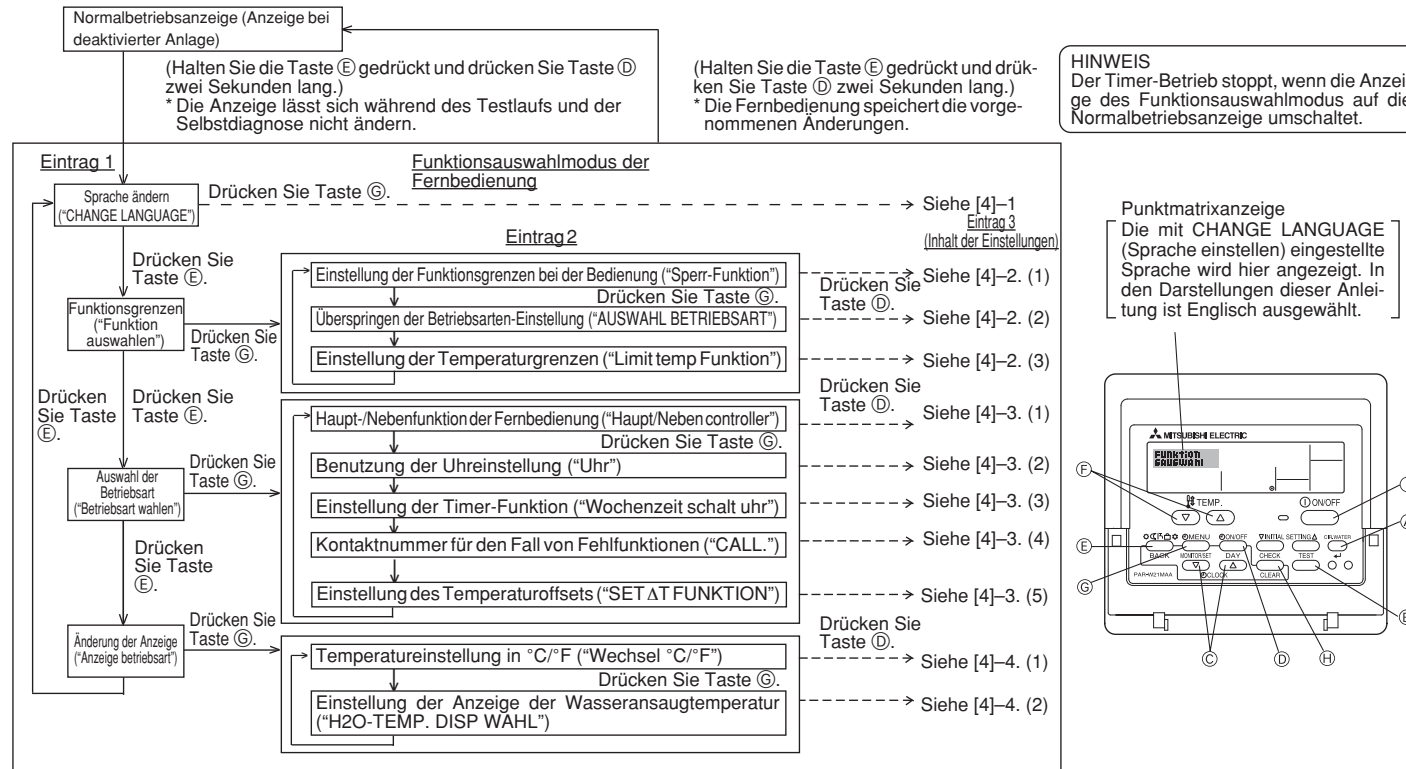 Normalbetriebsanzeige (Anzeige bei
deaktivierter Anlage)
(Halten Sie die Taste Ⓔ gedrückt und drücken Sie Taste Ⓓ
zwei Sekunden lang.)
* Die Anzeige lässt sich während des Testlaufs und der
Selbstdiagnose nicht ändern.
(Halten Sie die Taste Ⓔ gedrückt und drük-
ken Sie Taste Ⓓ zwei Sekunden lang.)
* Die Fernbedienung speichert die vorge-
nommenen Änderungen.
HINWEIS
Der Timer-Betrieb stoppt, wenn die Anzei-
ge des Funktionsauswahlmodus auf die
Normalbetriebsanzeige umschaltet.
Eintrag 1
Funktionsauswahlmodus der
Fernbedienung
Sprache ändern
("CHANGE LANGUAGE")
Drücken Sie Taste Ⓖ.
Siehe [4]–1
Eintrag 3
(Inhalt der Einstellungen)
Eintrag 2
Drücken Sie
Taste Ⓔ.
Funktionsgrenzen
("Funktion
auswahlen")
Drücken Sie
Taste Ⓖ.
Einstellung der Funktionsgrenzen bei der Bedienung ("Sperr-Funktion")
Drücken Sie Taste Ⓖ.
Überspringen der Betriebsarten-Einstellung ("AUSWAHL BETRIEBSART")
Einstellung der Temperaturgrenzen ("Limit temp Funktion")
Drücken Sie
Taste Ⓓ.
Siehe [4]–2. (1)
Siehe [4]–2. (2)
Siehe [4]–2. (3)
Drücken
Sie Taste
Ⓔ.
Drücken Sie
Taste Ⓔ.
Auswahl der
Betriebsart
("Betriebsart wahlen")
Drücken Sie
Taste Ⓖ.
Haupt-/Nebenfunktion der Fernbedienung ("Haupt/Neben controller")
Drücken Sie Taste Ⓖ.
Benutzung der Uhreinstellung ("Uhr")
Einstellung der Timer-Funktion ("Wochenzeit schalt uhr")
Kontaktnummer für den Fall von Fehlfunktionen ("CALL.")
Einstellung des Temperaturoffsets ("SET ∆T FUNKTION")
Drücken Sie
Taste Ⓓ.
Siehe [4]–3. (1)
Siehe [4]–3. (2)
Siehe [4]–3. (3)
Siehe [4]–3. (4)
Siehe [4]–3. (5)
Drücken
Sie Taste
Ⓔ.
Änderung der Anzeige
("Anzeige betriebsart")
Drücken Sie
Taste Ⓖ.
Temperatureinstellung in °C/°F ("Wechsel °C/°F")
Drücken Sie Taste Ⓖ.
Einstellung der Anzeige der Wasseransaugtemperatur
("H2O-TEMP. DISP WAHL")
Drücken Sie
Taste Ⓓ.
Siehe [4]–4. (1)
Siehe [4]–4. (2)
Punktmatrixanzeige
Die mit CHANGE LANGUAGE
(Sprache einstellen) eingestellte
Sprache wird hier angezeigt. In
den Darstellungen dieser Anlei-
tung ist Englisch ausgewählt.
MITSUBISHI ELECTRIC
Funktion
TEMP.
ON/OFF
MENU
ON/OFF
INITIAL SETTING
CIR.WATER
BACK
MONITOR/SET
DAY
CHECK
TEST
PAR-W21MAA
CLOCK
CLEAR
Ⓕ
Ⓔ
Ⓖ
Ⓒ
Ⓓ
Ⓗ